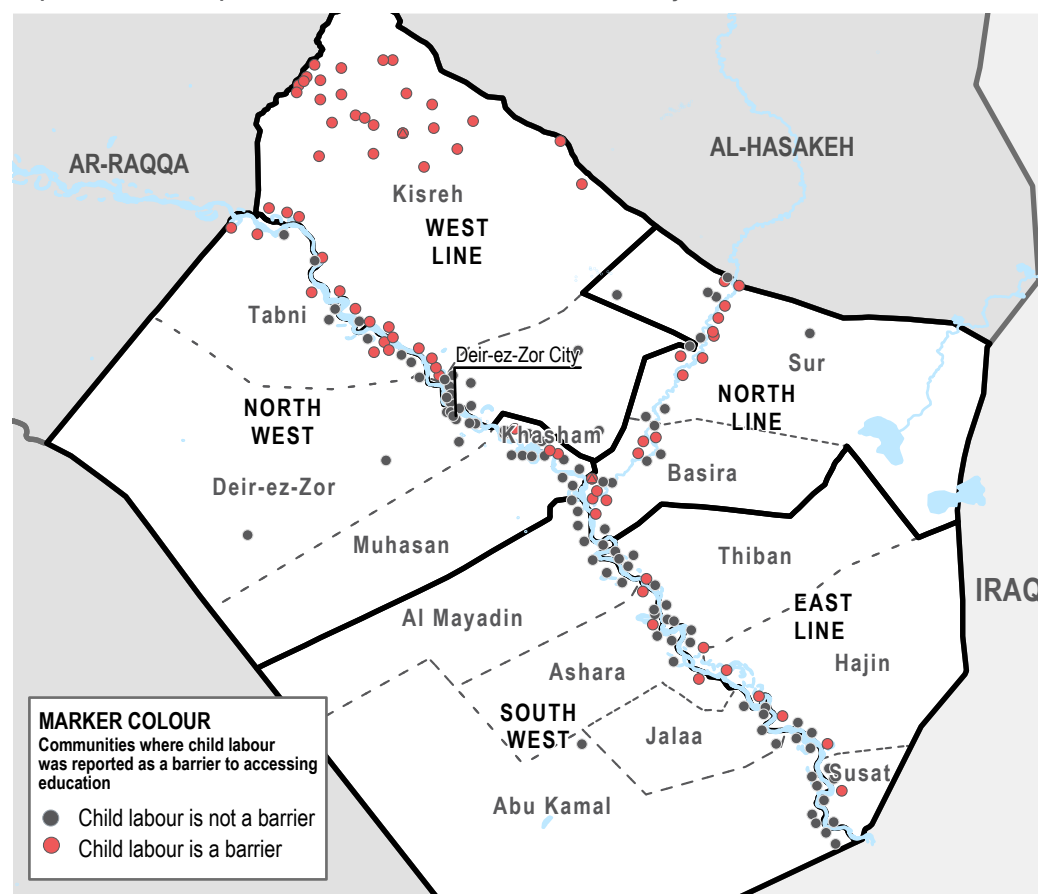 AR-RAQQA
AL-HASAKEH
Kisreh
WEST
LINE
Tabni
Deir-ez-Zor City
Sur
NORTH
WEST
NORTH
LINE
Khasham
Deir-ez-Zor
Basira
Muhasan
Thiban
Al Mayadin
EAST
LINE
IRAQ
Ashara
Hajin
SOUTH
WEST
Jalaa
Susat
Abu Kamal
MARKER COLOUR
Communities where child labour
was reported as a barrier to accessing
education
Child labour is not a barrier
Child labour is a barrier